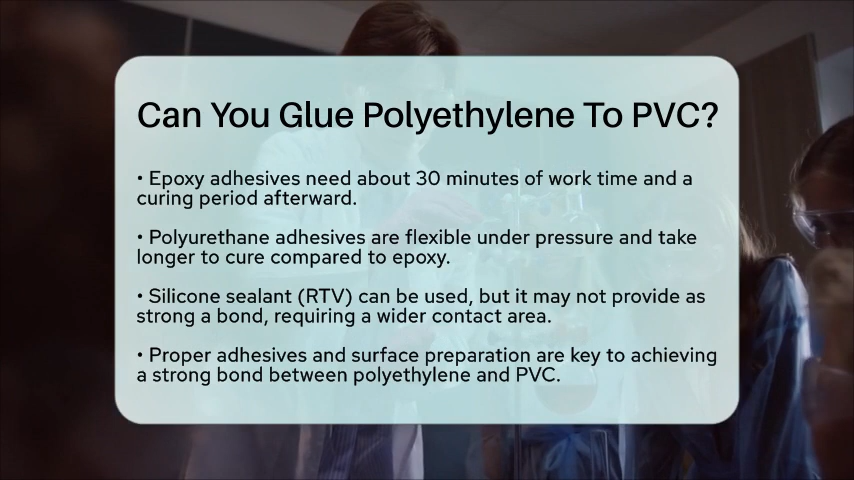 Can You Glue Polyethylene To PVC?
• Epoxy adhesives need about 30 minutes of work time and a
curing period afterward.
• Polyurethane adhesives are flexible under pressure and take
longer to cure compared to epoxy.
• Silicone sealant (RTV) can be used, but it may not provide as
strong a bond, requiring a wider contact area.
• Proper adhesives and surface preparation are key to achieving
a strong bond between polyethylene and PVC.